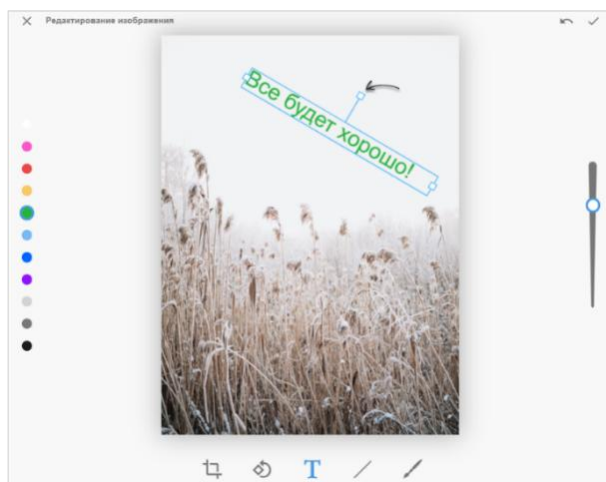 Редактирование изображения
Все будет хорошо!
T